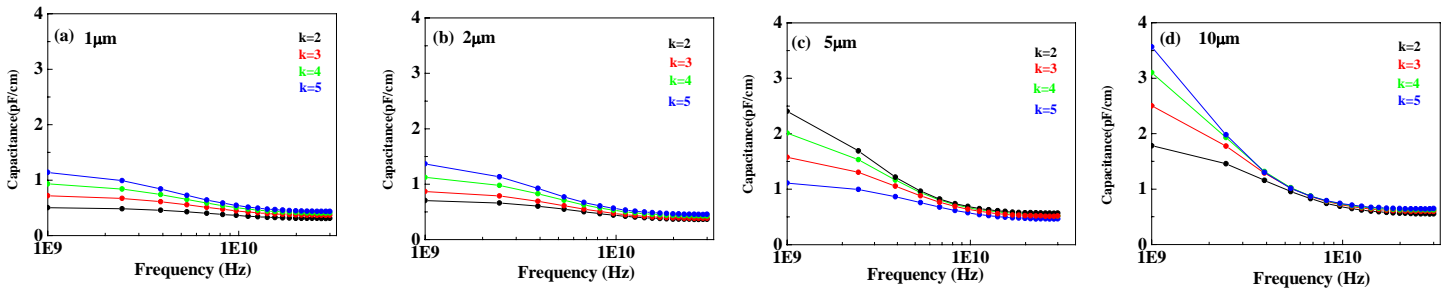 (a) 1μm
k=2
k=3
k=4
k=5
Capacitance(pF/cm)
4
3
2
1
0
1E9 1E10
Frequency (Hz)
(b) 2μm
k=2
k=3
k=4
k=5
Capacitance(pF/cm)
4
3
2
1
0
1E9 1E10
Frequency (Hz)
(c) 5μm
k=2
k=3
k=4
k=5
Capacitance(pF/cm)
4
3
2
1
0
1E9 1E10
Frequency (Hz)
(d) 10μm
k=2
k=3
k=4
k=5
Capacitance(pF/cm)
4
3
2
1
0
1E9 1E10
Frequency (Hz)